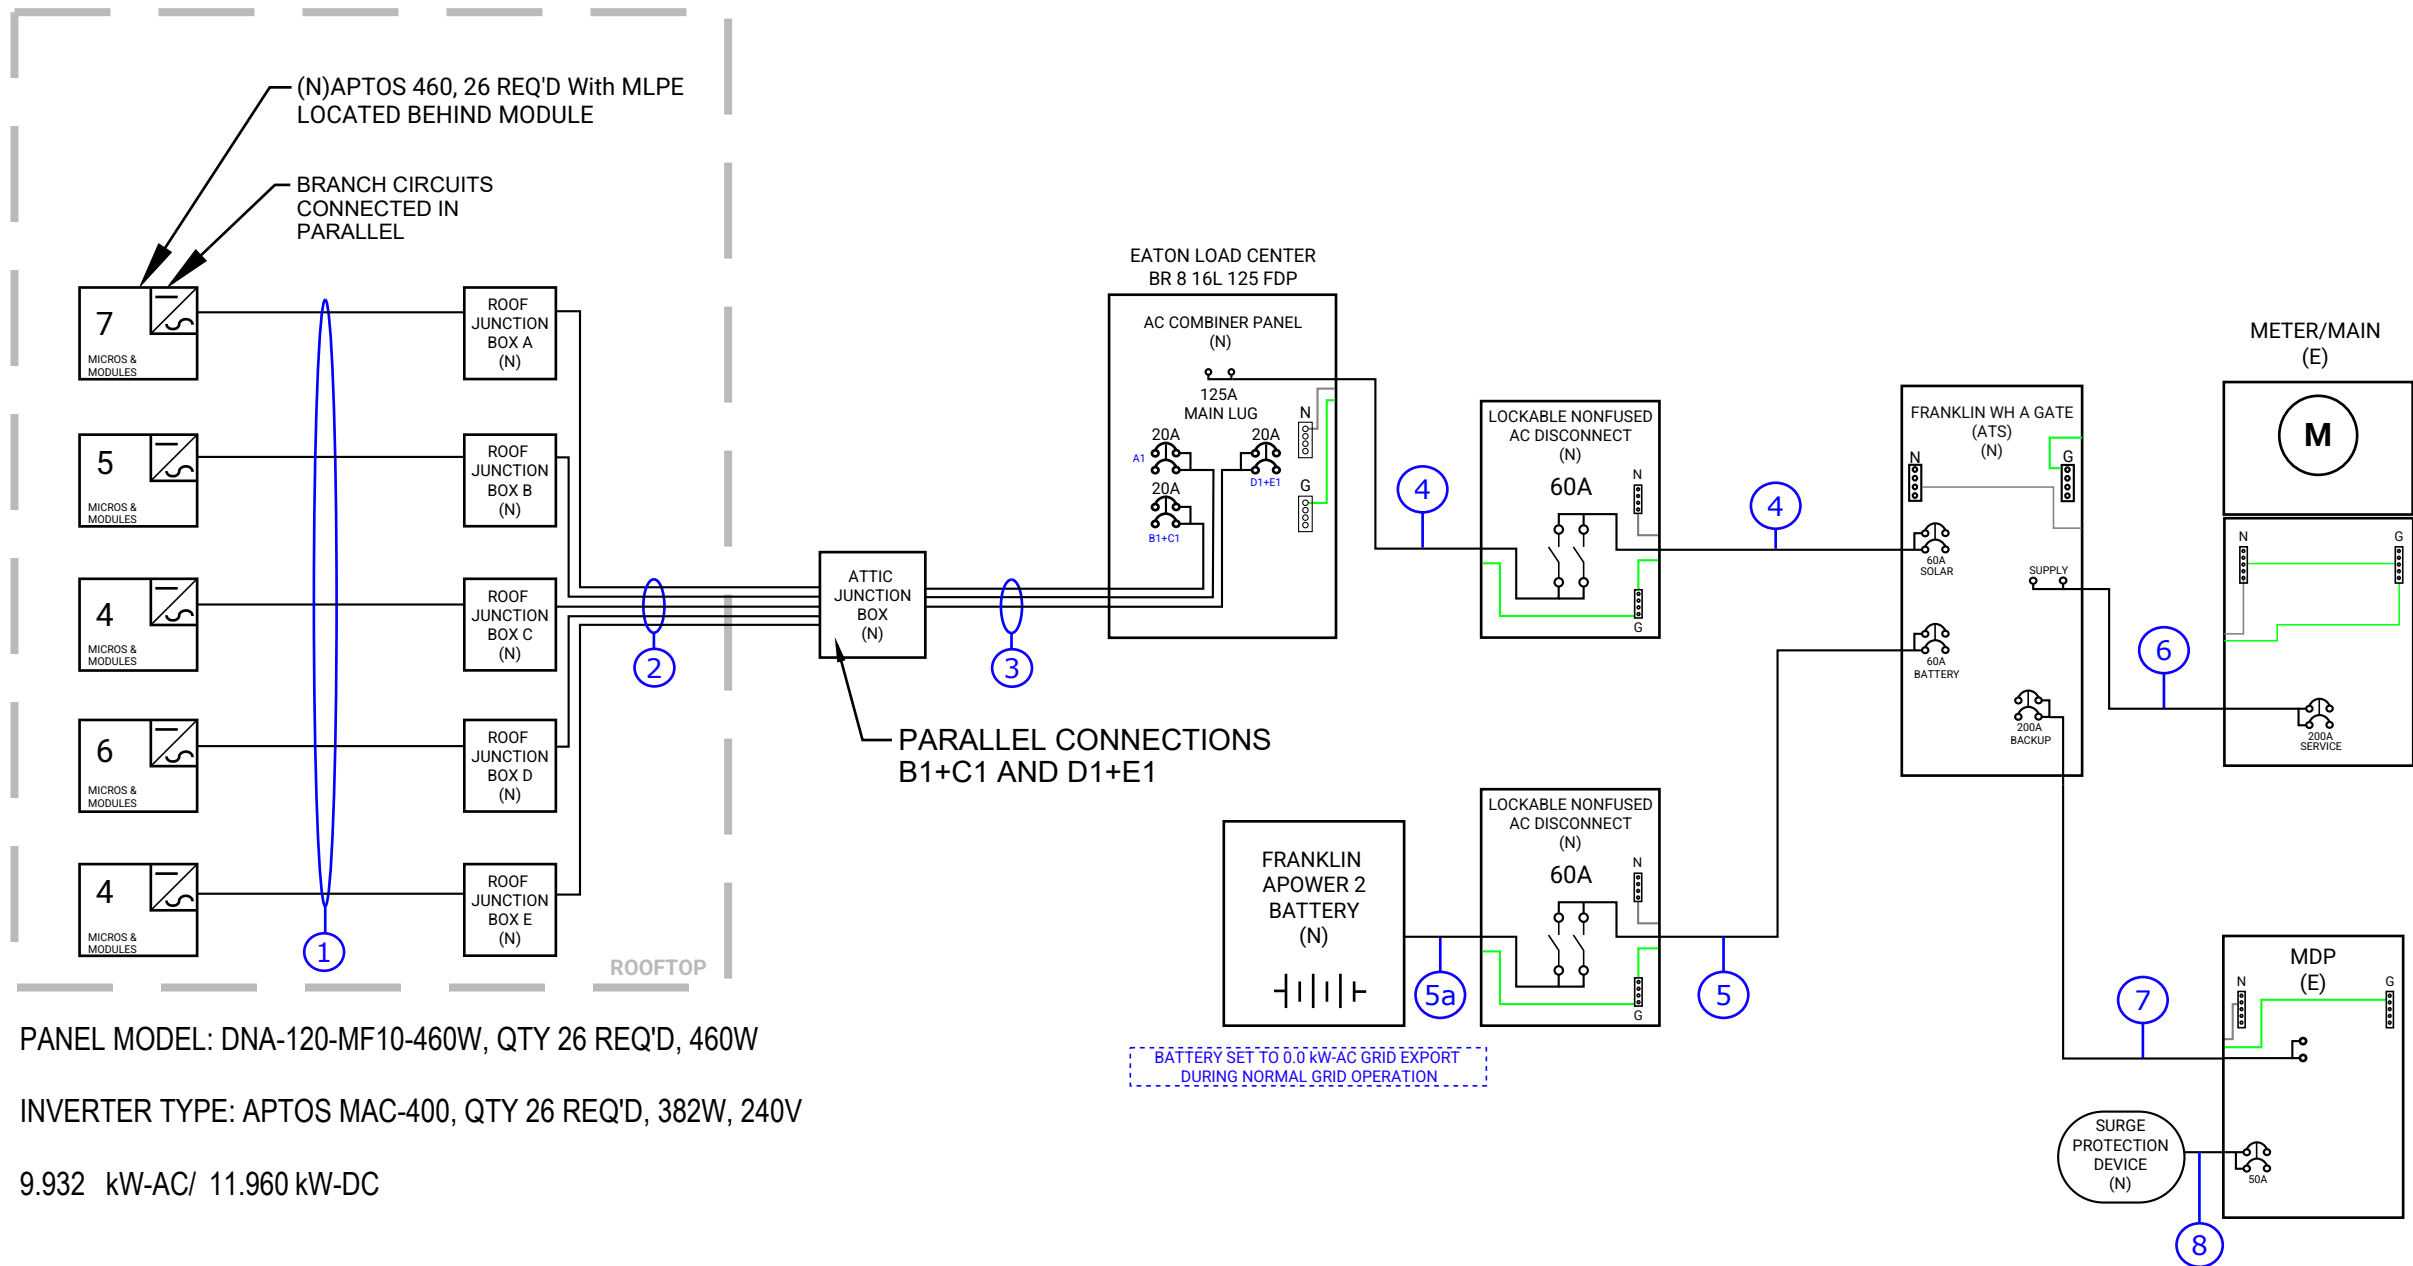 (N)APTOS 460, 26 REQ'D With MLPE
LOCATED BEHIND MODULE
BRANCH CIRCUITS
CONNECTED IN
PARALLEL
7
MICROS &
MODULES
ROOF
JUNCTION
BOX A
(N)
5
MICROS &
MODULES
ROOF
JUNCTION
BOX B
(N)
4
MICROS &
MODULES
ROOF
JUNCTION
BOX C
(N)
6
MICROS &
MODULES
ROOF
JUNCTION
BOX D
(N)
4
MICROS &
MODULES
ROOF
JUNCTION
BOX E
(N)
1
ROOFTOP
2
ATTIC
JUNCTION
BOX
(N)
3
PARALLEL CONNECTIONS
B1+C1 AND D1+E1
EATON LOAD CENTER
BR 8 16L 125 FDP
AC COMBINER PANEL
(N)
125A
MAIN LUG
20A
A1
20A
B1+C1
20A
D1+E1
N
G
4
LOCKABLE NONFUSED
AC DISCONNECT
(N)
60A
N
G
4
FRANKLIN WH A GATE
(ATS)
(N)
N
G
60A
SOLAR
SUPPLY
60A
BATTERY
200A
BACKUP
6
METER/MAIN
(E)
M
N
G
200A
SERVICE
FRANKLIN
APOWER 2
BATTERY
(N)
5a
LOCKABLE NONFUSED
AC DISCONNECT
(N)
60A
N
G
5
BATTERY SET TO 0.0 kW-AC GRID EXPORT
DURING NORMAL GRID OPERATION
7
MDP
(E)
N
G
50A
SURGE
PROTECTION
DEVICE
(N)
8
PANEL MODEL: DNA-120-MF10-460W, QTY 26 REQ'D, 460W
INVERTER TYPE: APTOS MAC-400, QTY 26 REQ'D, 382W, 240V
9.932 kW-AC/ 11.960 kW-DC